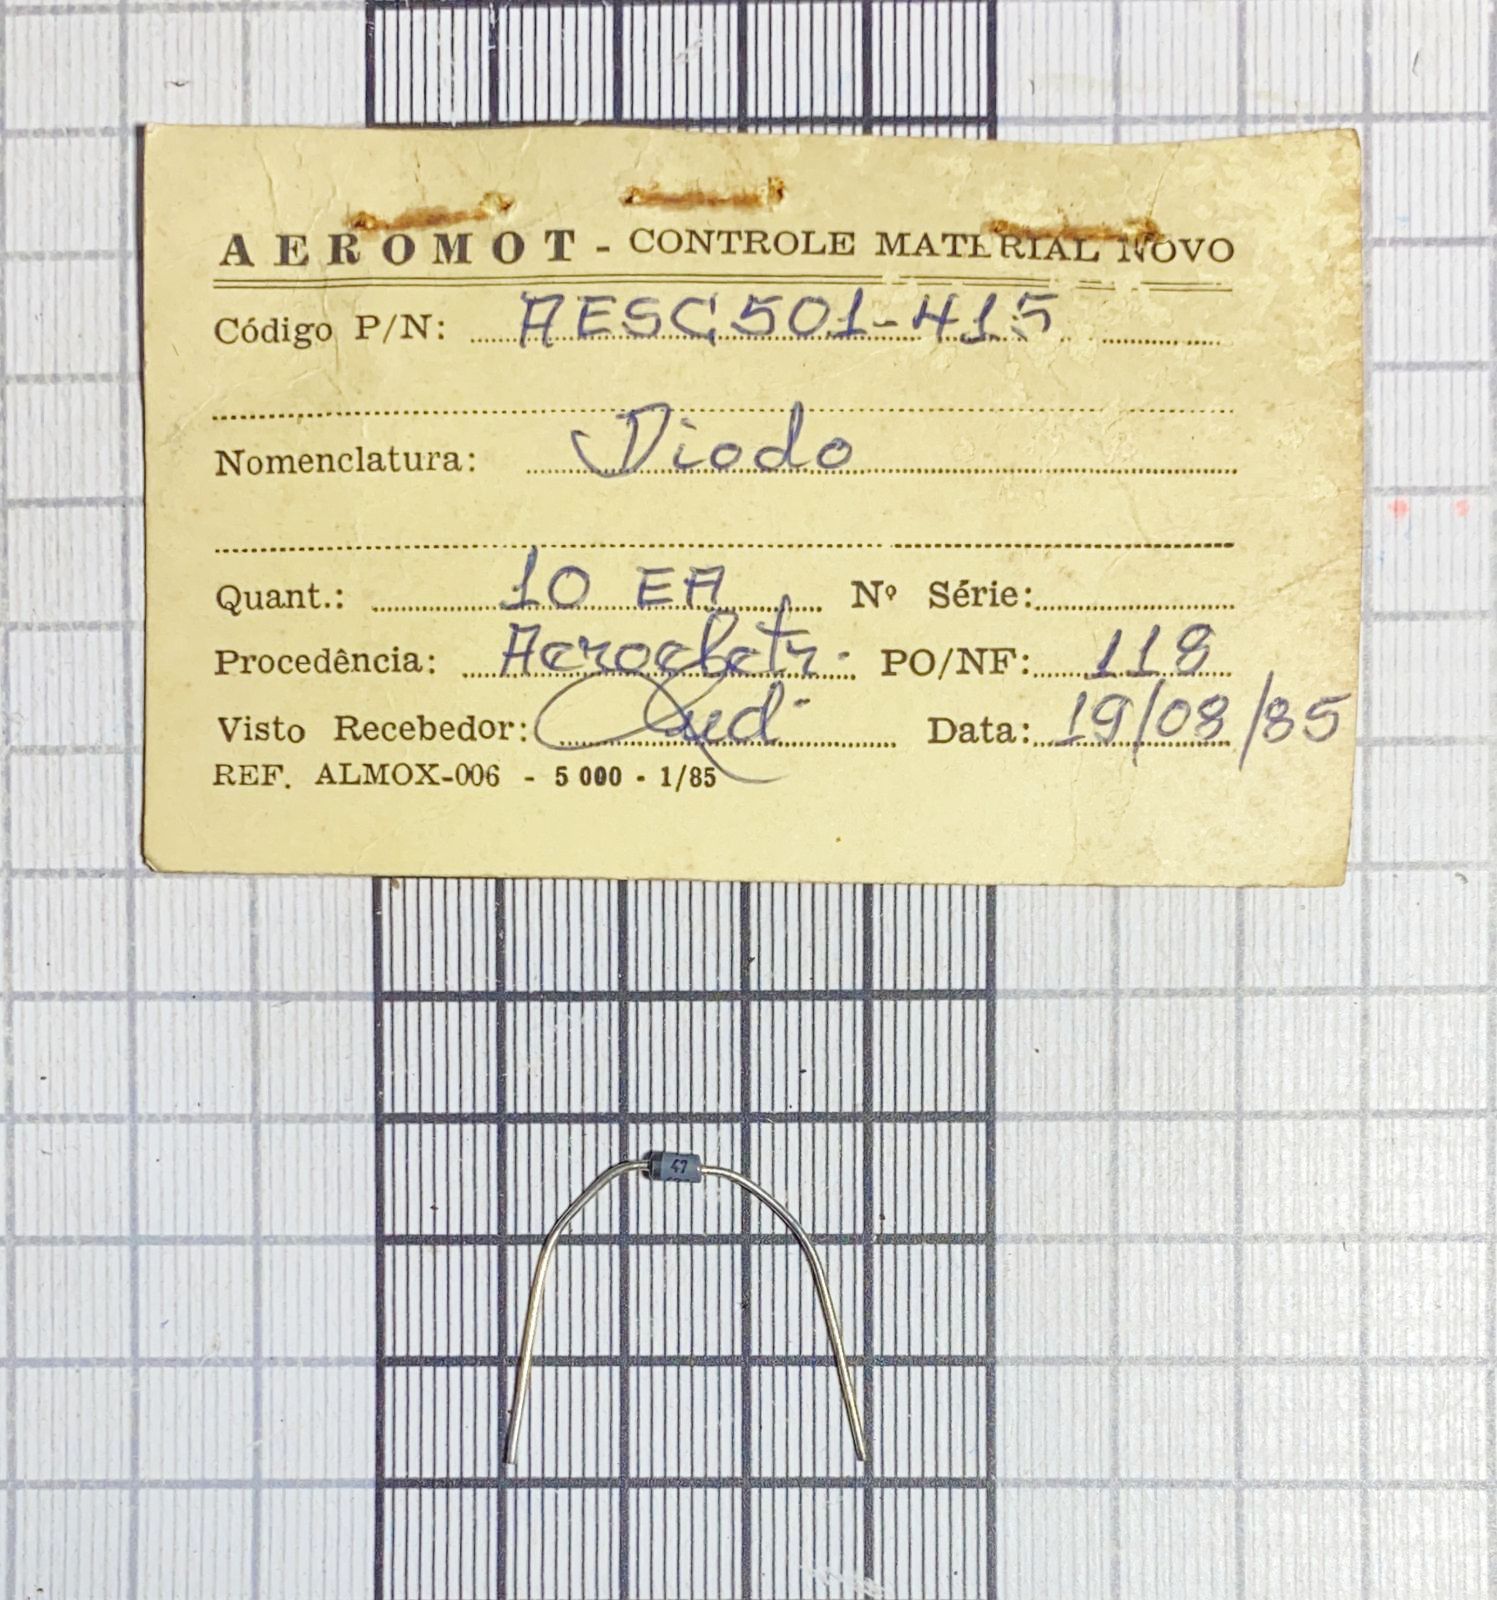 AEROMOT - CONTROLE MATERIAL NOVO
Código P/N: AESC501-415
Nomenclatura: Diodo
Quant.: 10 EA Nº Série:
Procedência: Aeroeletr. PO/NF: 118
Visto Recebedor: Data: 19/08/85
REF. ALMOX-006 - 5 000 - 1/85
47